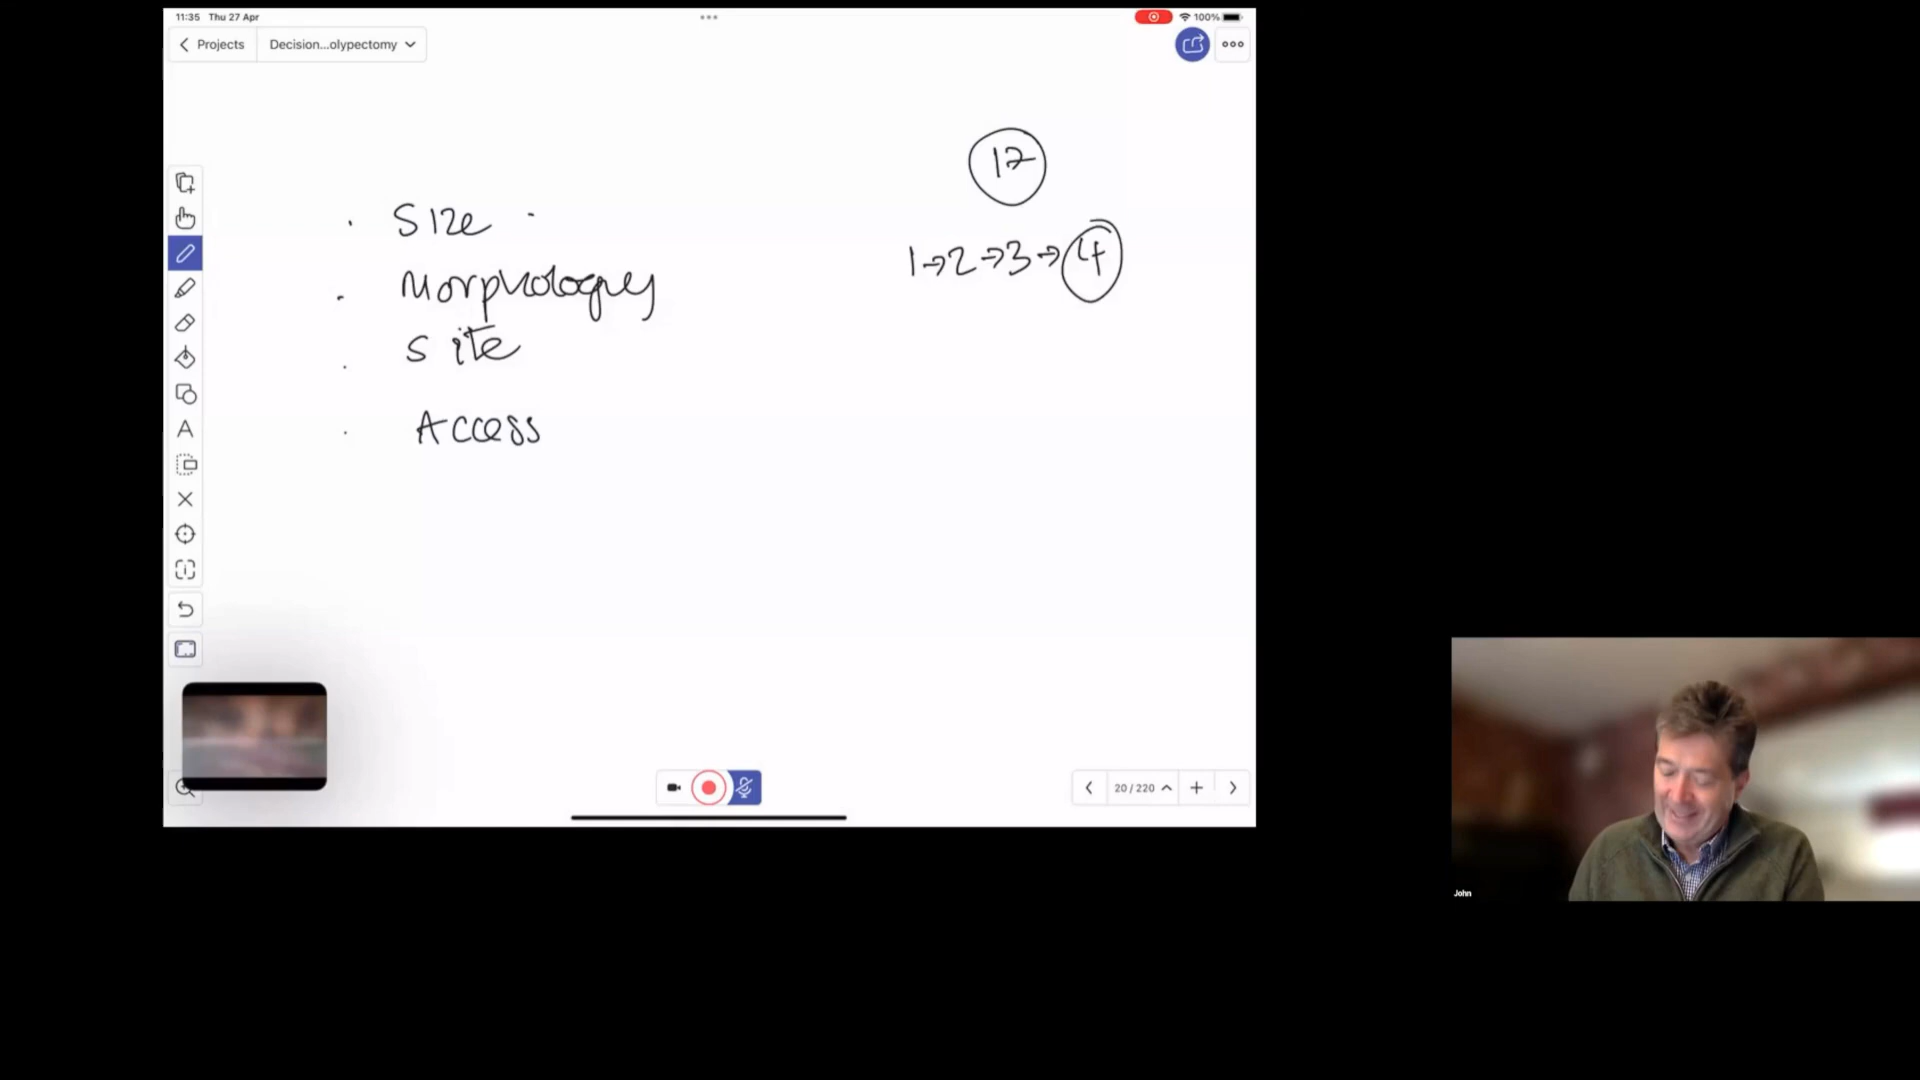 11:35 Thu 27 Apr
100%
Projects
Decision...olypectomy
12
· Size ·
· Morphology
1→2→3→4
· Site
· Access
20 / 220
John